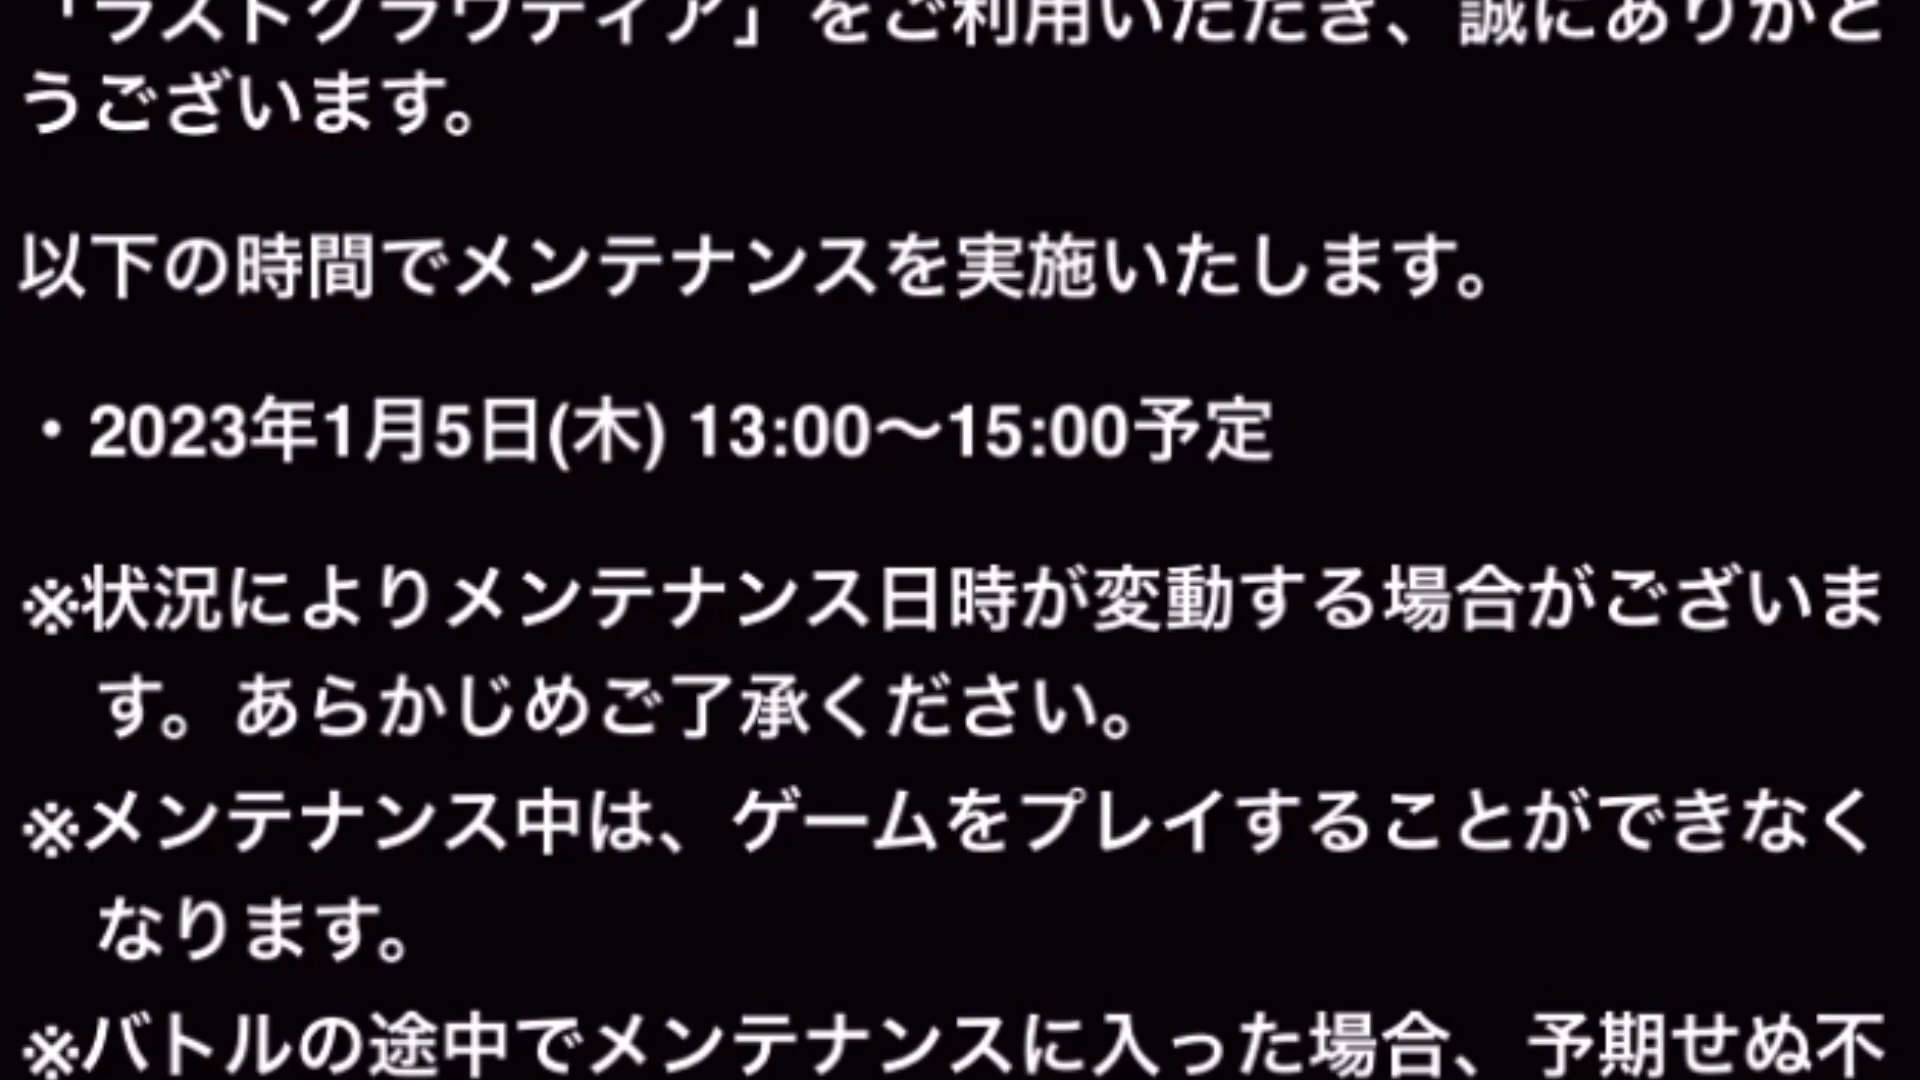 「ラストクラウディア」をご利用いただき、誠にありがと
うございます。
以下の時間でメンテナンスを実施いたします。
・2023年1月5日(木) 13:00〜15:00予定
※状況によりメンテナンス日時が変動する場合がございま
す。あらかじめご了承ください。
※メンテナンス中は、ゲームをプレイすることができなく
なります。
※バトルの途中でメンテナンスに入った場合、予期せぬ不